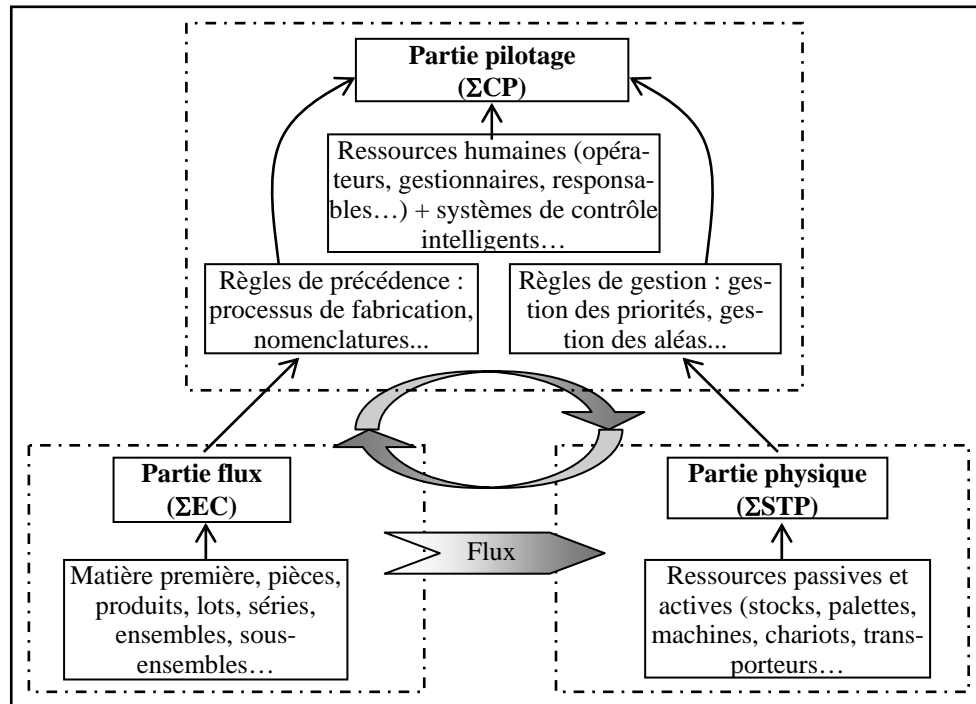 Partie pilotage
(ΣCP)
Ressources humaines (opéra-
teurs, gestionnaires, responsa-
bles…) + systèmes de contrôle
intelligents…
Règles de précédence :
processus de fabrication,
nomenclatures...
Règles de gestion : ges-
tion des priorités, ges-
tion des aléas...
Partie flux
(ΣEC)
Matière première, pièces,
produits, lots, séries,
ensembles, sous-
ensembles…
Flux
Partie physique
(ΣSTP)
Ressources passives et
actives (stocks, palettes,
machines, chariots, trans-
porteurs…